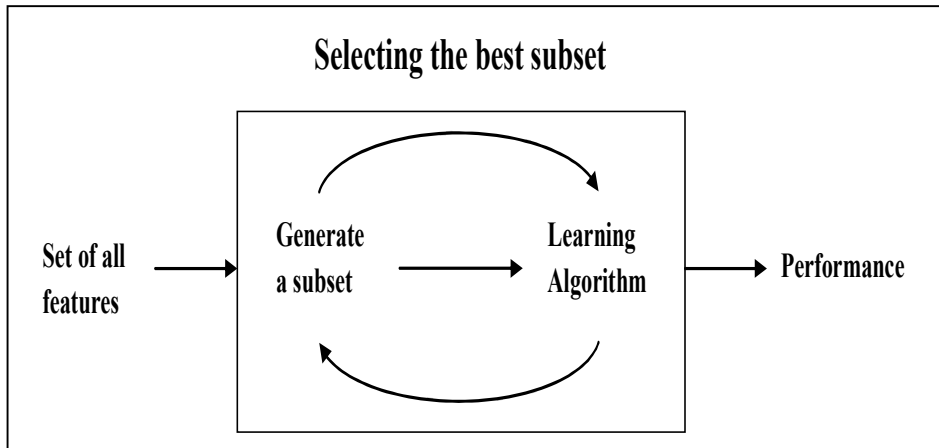 Selecting the best subset
Set of all
features
Generate
a subset
Learning
Algorithm
Performance